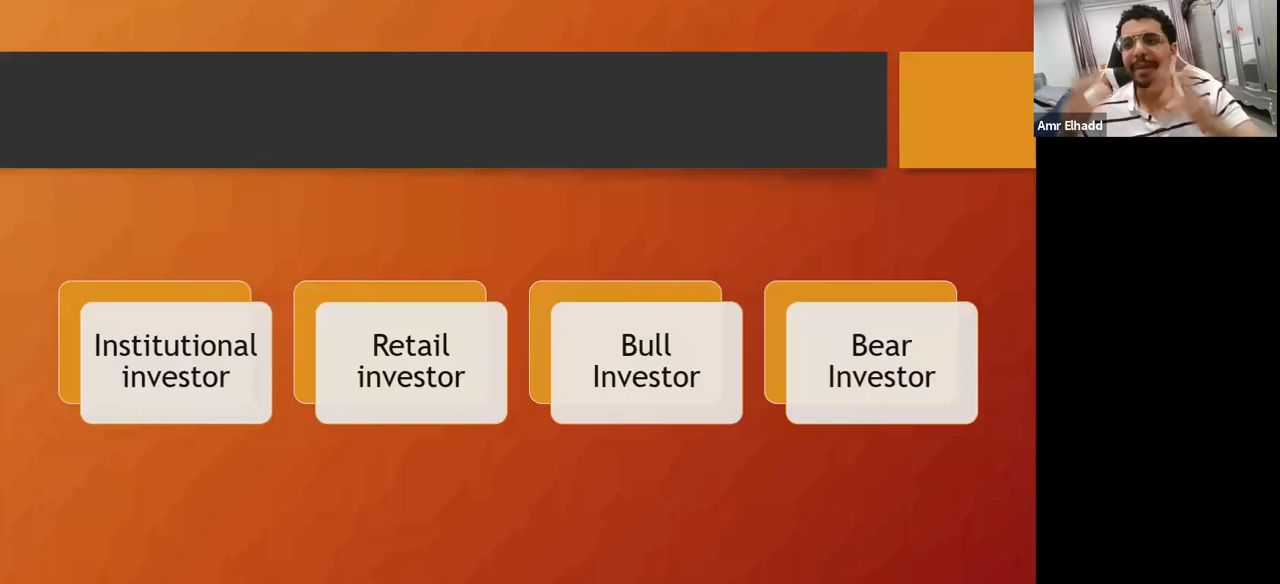 Amr Elhadd
Institutional
investor
Retail
investor
Bull
Investor
Bear
Investor